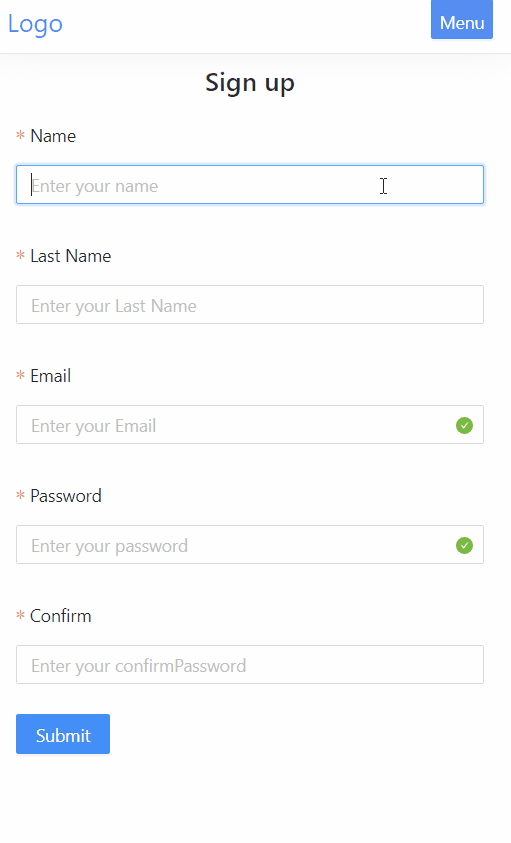 Logo
Menu
Sign up
* Name
Enter your name
* Last Name
Enter your Last Name
* Email
Enter your Email
* Password
Enter your password
* Confirm
Enter your confirmPassword
Submit